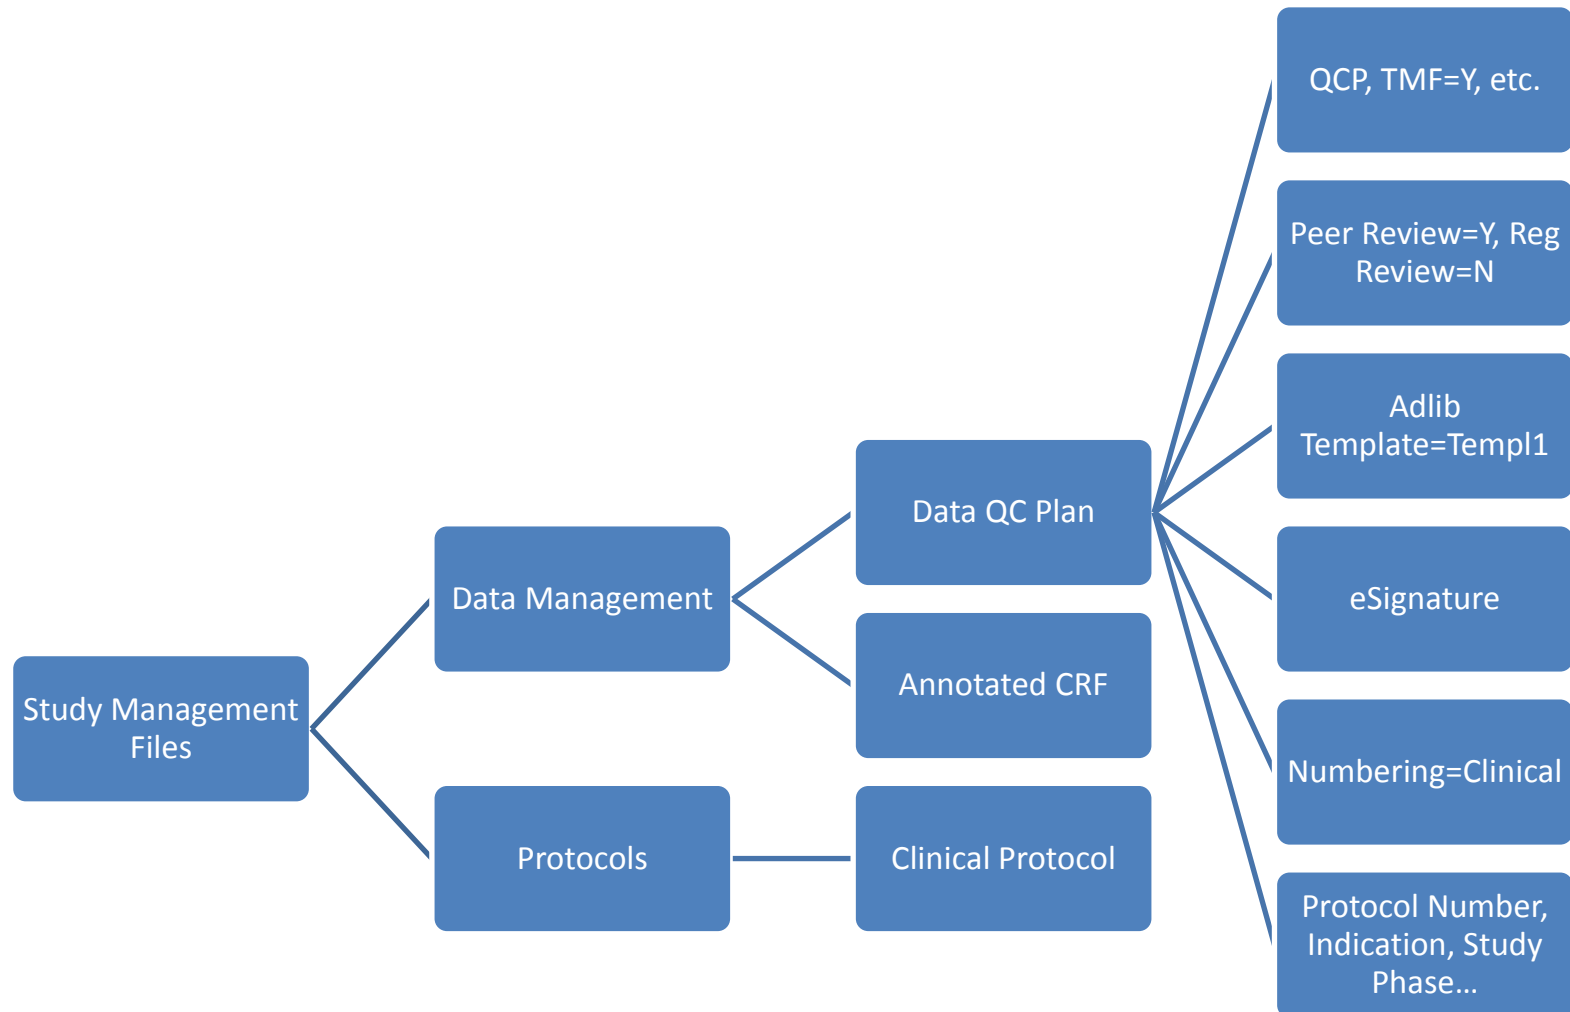 QCP, TMF=Y, etc.
Peer Review=Y, Reg
Review=N
Adlib
Template=Templ1
Data QC Plan
eSignature
Data Management
Annotated CRF
Study Management
Files
Numbering=Clinical
Protocols
Clinical Protocol
Protocol Number,
Indication, Study
Phase…